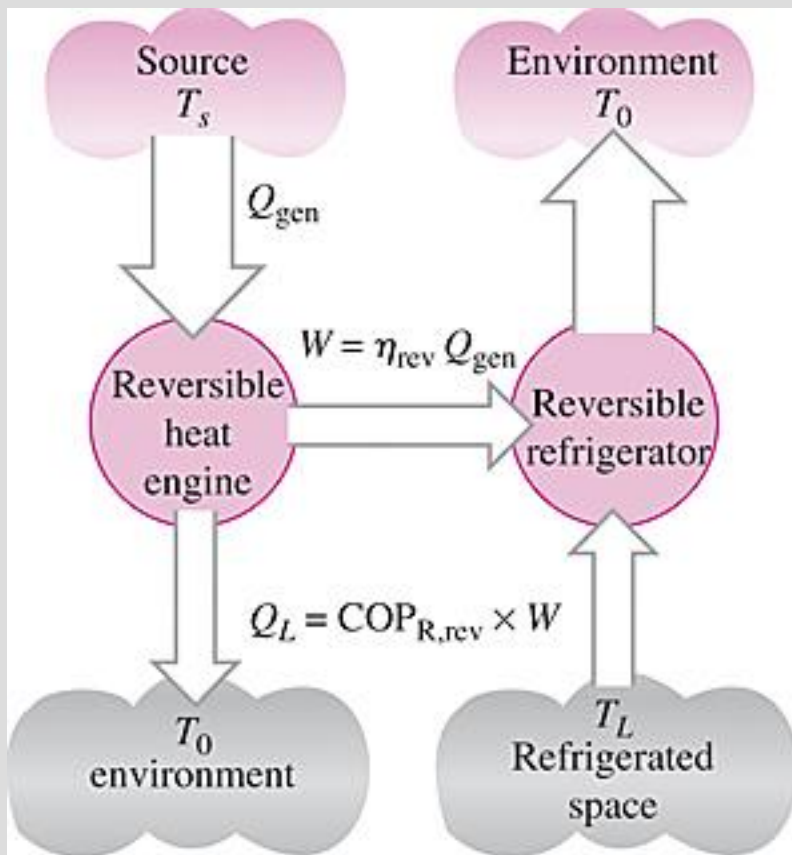 Source
T_s
Environment
T_0
Q_gen
W = η_rev Q_gen
Reversible
heat
engine
Reversible
refrigerator
Q_L = COP_R,rev × W
T_0
environment
T_L
Refrigerated
space